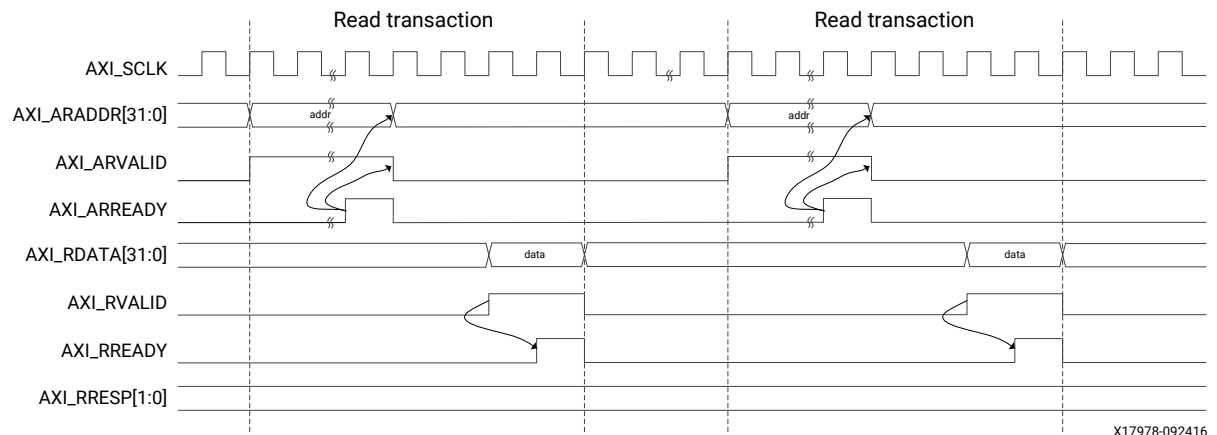 Read transaction Read transaction
AXI_SCLK
AXI_ARADDR[31:0] addr addr
AXI_ARVALID
AXI_ARREADY
AXI_RDATA[31:0] data data
AXI_RVALID
AXI_RREADY
AXI_RRESP[1:0]
X17978-092416